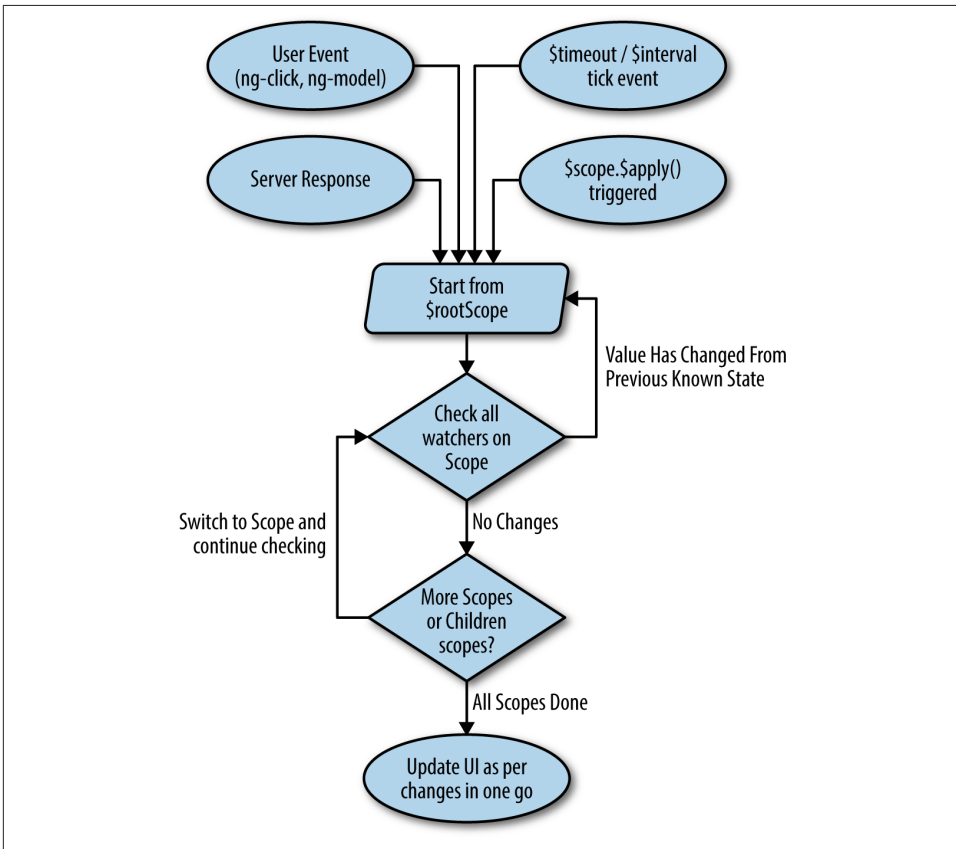 User Event
(ng-click, ng-model)
$timeout / $interval
tick event
Server Response
$scope.$apply()
triggered
Start from
$rootScope
Value Has Changed From
Previous Known State
Check all
watchers on
Scope
Switch to Scope and
continue checking
No Changes
More Scopes
or Children
scopes?
All Scopes Done
Update UI as per
changes in one go